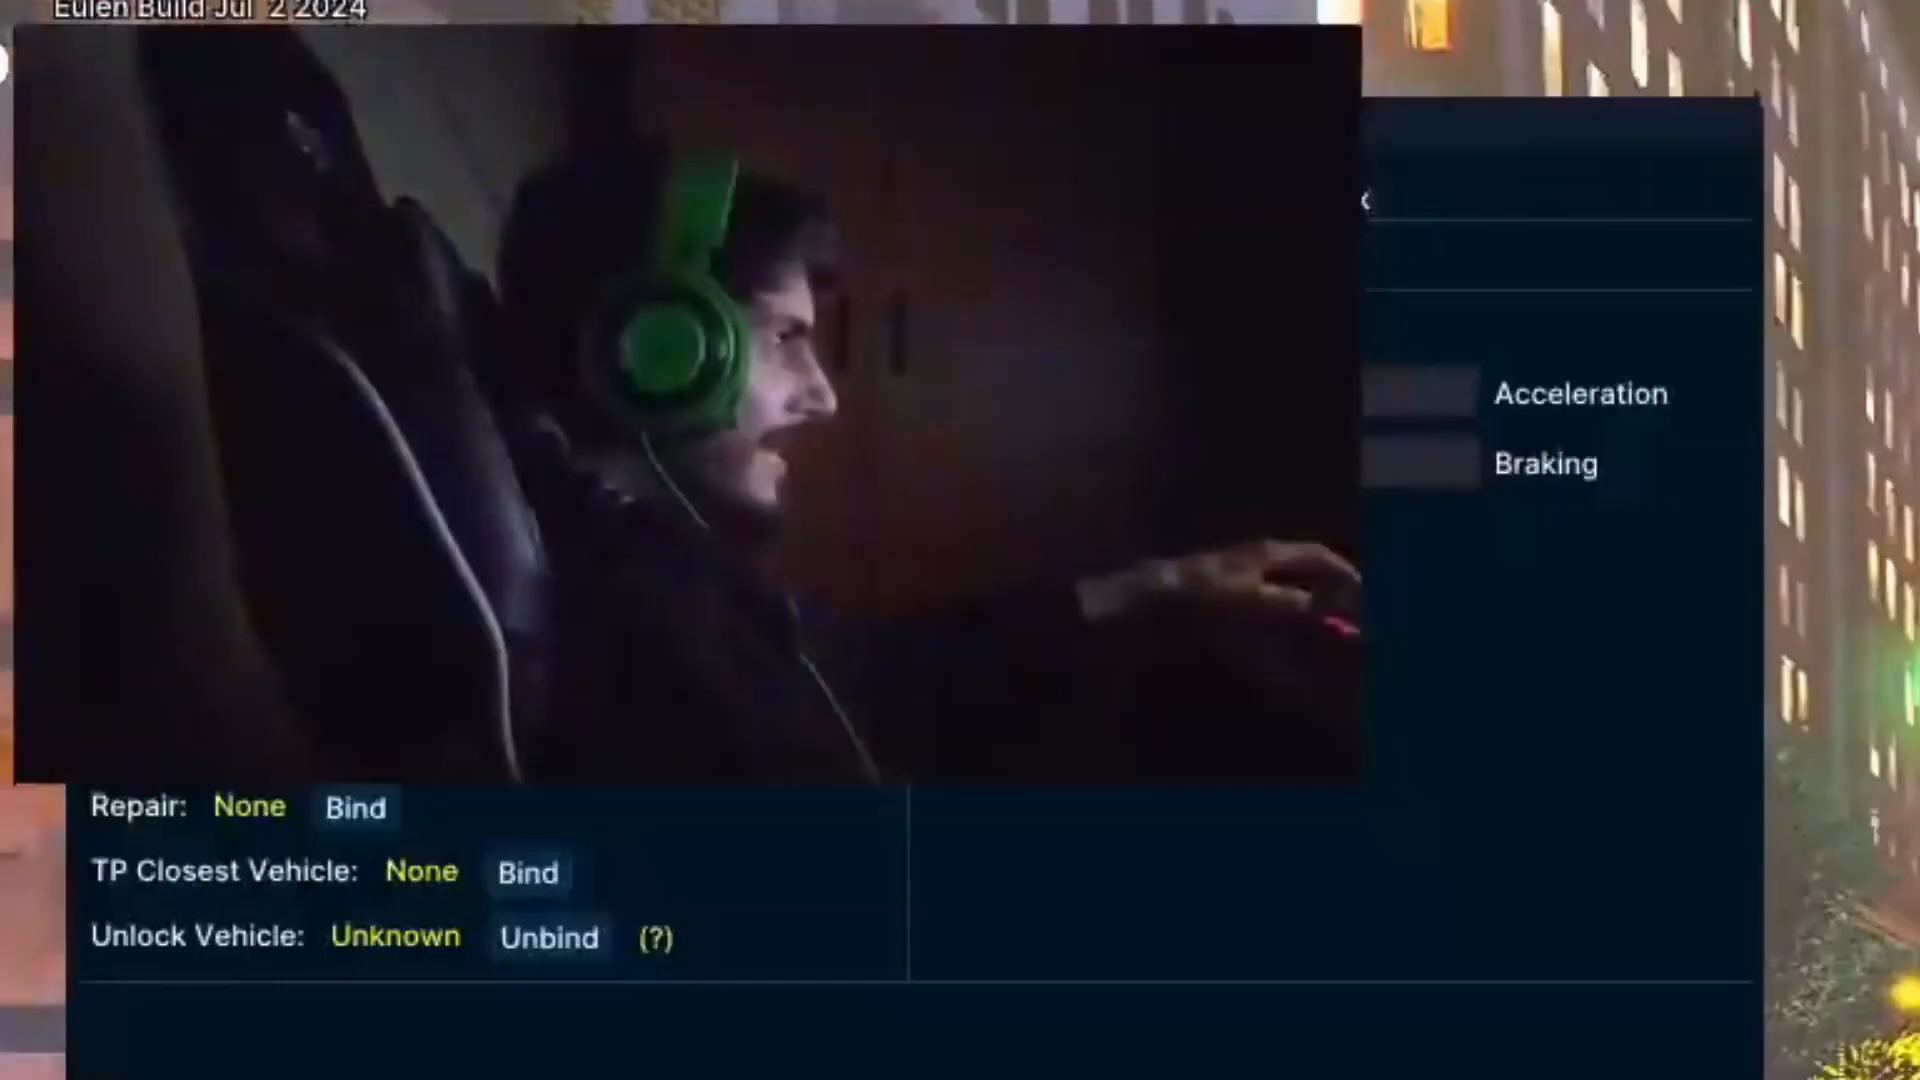 Eulen Build Jul 2 2024
Acceleration
Braking
Repair: None Bind
TP Closest Vehicle: None Bind
Unlock Vehicle: Unknown Unbind (?)